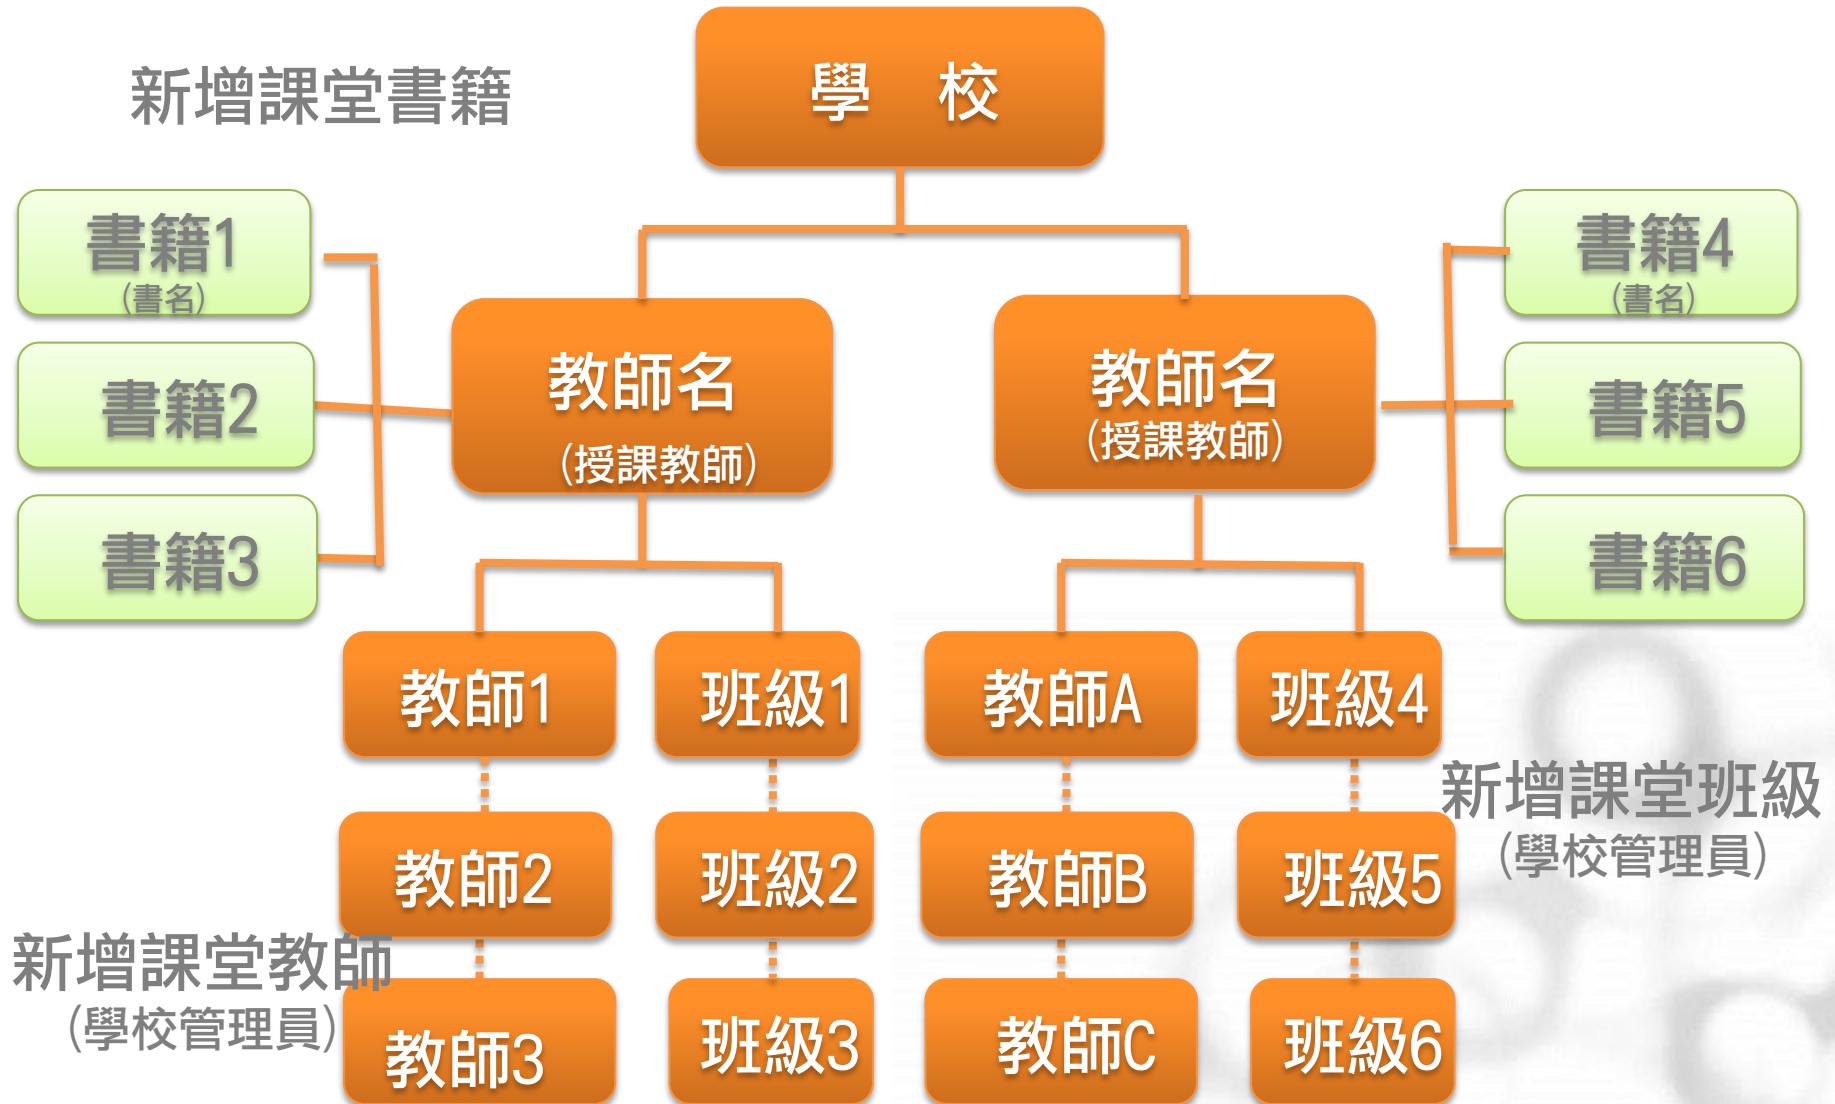 學　校
新增課堂書籍
書籍1
(書名)
書籍2
書籍3
教師名
(授課教師)
教師名
(授課教師)
書籍4
(書名)
書籍5
書籍6
教師1
班級1
教師A
班級4
新增課堂班級
(學校管理員)
教師2
班級2
教師B
班級5
新增課堂教師
(學校管理員)
教師3
班級3
教師C
班級6